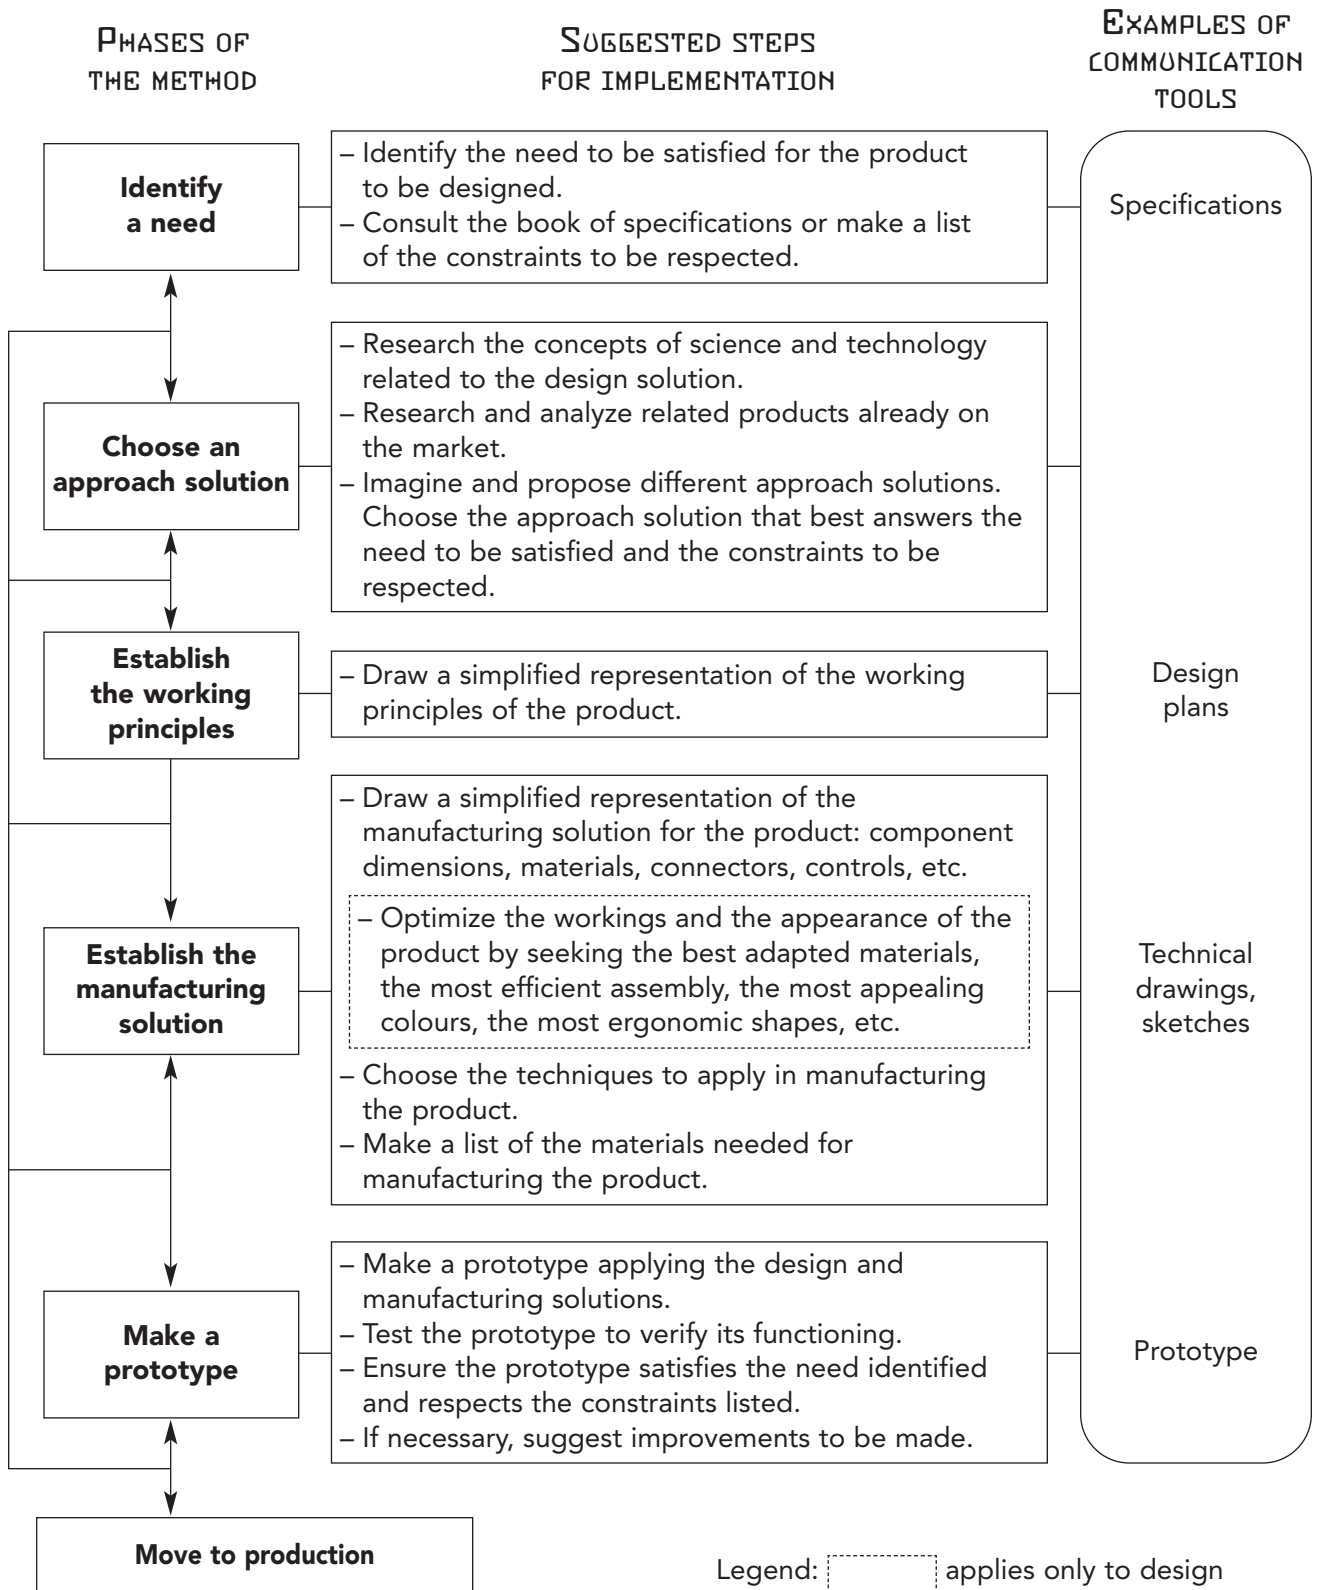 PHASES OF
THE METHOD
SUGGESTED STEPS
FOR IMPLEMENTATION
EXAMPLES OF
COMMUNICATION
TOOLS
Identify
a need
– Identify the need to be satisfied for the product
to be designed.
– Consult the book of specifications or make a list
of the constraints to be respected.
Specifications
Choose an
approach solution
– Research the concepts of science and technology
related to the design solution.
– Research and analyze related products already on
the market.
– Imagine and propose different approach solutions.
Choose the approach solution that best answers the
need to be satisfied and the constraints to be
respected.
Establish
the working
principles
– Draw a simplified representation of the working
principles of the product.
Design
plans
Establish the
manufacturing
solution
– Draw a simplified representation of the
manufacturing solution for the product: component
dimensions, materials, connectors, controls, etc.
– Optimize the workings and the appearance of the
product by seeking the best adapted materials,
the most efficient assembly, the most appealing
colours, the most ergonomic shapes, etc.
– Choose the techniques to apply in manufacturing
the product.
– Make a list of the materials needed for
manufacturing the product.
Technical
drawings,
sketches
Make a
prototype
– Make a prototype applying the design and
manufacturing solutions.
– Test the prototype to verify its functioning.
– Ensure the prototype satisfies the need identified
and respects the constraints listed.
– If necessary, suggest improvements to be made.
Prototype
Move to production
Legend: applies only to design